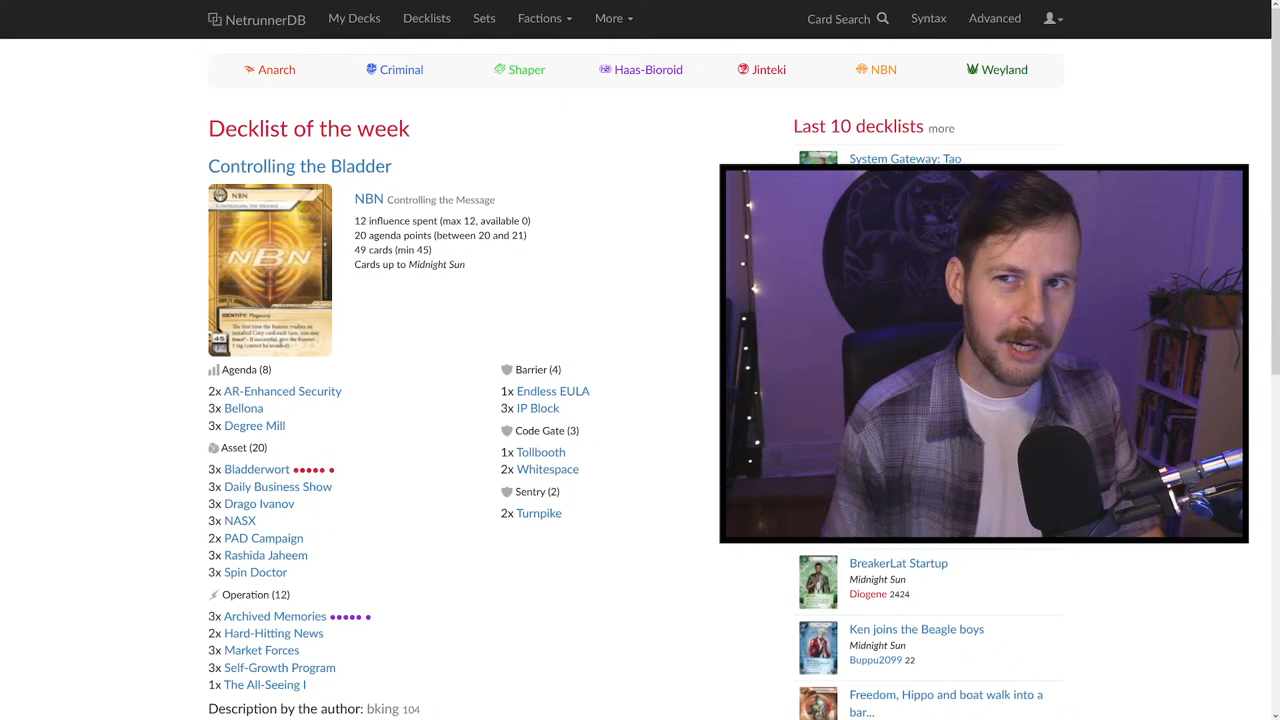 NetrunnerDB My Decks Decklists Sets Factions More Card Search Syntax Advanced
Anarch Criminal Shaper Haas-Bioroid Jinteki NBN Weyland
Decklist of the week
Controlling the Bladder
NBN
CONTROLLING THE MESSAGE
NBN
IDENTITY: Megacorp
45
NBN Controlling the Message
12 influence spent (max 12, available 0)
20 agenda points (between 20 and 21)
49 cards (min 45)
Cards up to Midnight Sun
Agenda (8)
2x AR-Enhanced Security
3x Bellona
3x Degree Mill
Asset (20)
3x Bladderwort ●●●●● ●
3x Daily Business Show
3x Drago Ivanov
3x NASX
2x PAD Campaign
3x Rashida Jaheem
3x Spin Doctor
Operation (12)
3x Archived Memories ●●●●● ●
2x Hard-Hitting News
3x Market Forces
3x Self-Growth Program
1x The All-Seeing I
Barrier (4)
1x Endless EULA
3x IP Block
Code Gate (3)
1x Tollbooth
2x Whitespace
Sentry (2)
2x Turnpike
Description by the author: bking 104
Last 10 decklists more
System Gateway: Tao
BreakerLat Startup
Midnight Sun
Diogene 2424
Ken joins the Beagle boys
Midnight Sun
Buppu2099 22
Freedom, Hippo and boat walk into a
bar...